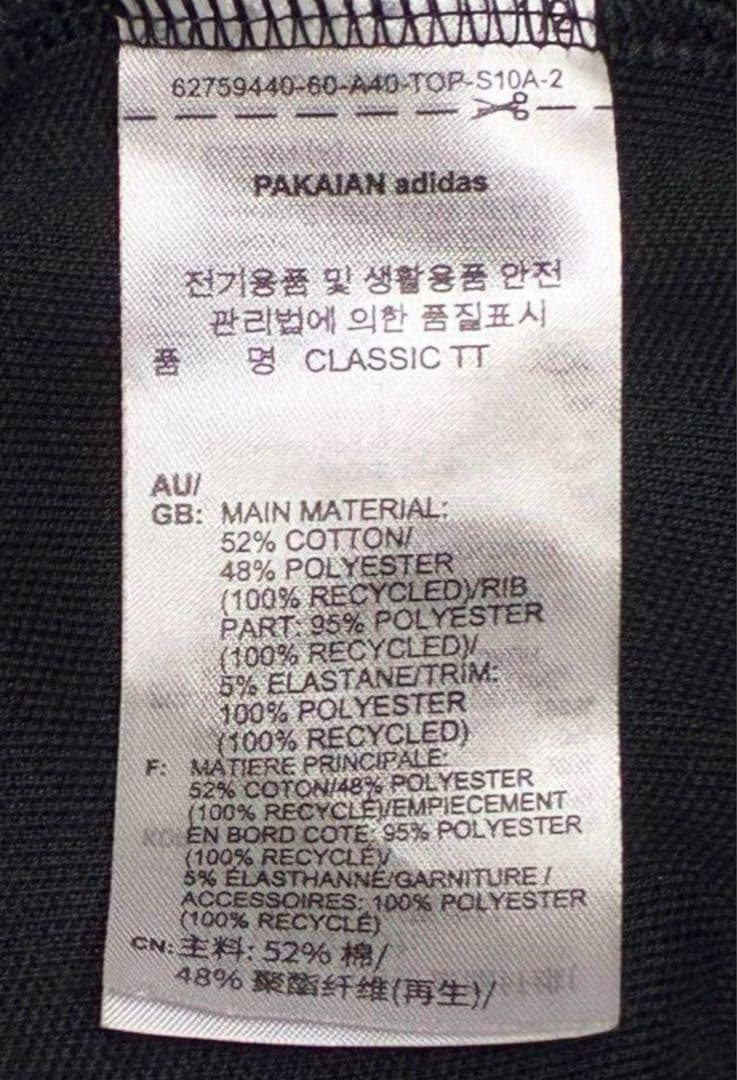 62759440-60-A40-TOP-S10A-2
PAKAIAN adidas
전기용품 및 생활용품 안전
관리법에 의한 품질표시
품 명 CLASSIC TT
AU/
GB: MAIN MATERIAL:
52% COTTON/
48% POLYESTER
(100% RECYCLED)/RIB
PART: 95% POLYESTER
(100% RECYCLED)/
5% ELASTANE/TRIM:
100% POLYESTER
(100% RECYCLED)
F: MATIERE PRINCIPALE:
52% COTON/48% POLYESTER
(100% RECYCLÉ)/EMPIECEMENT
EN BORD COTE: 95% POLYESTER
(100% RECYCLÉ)/
5% ÉLASTHANNE/GARNITURE /
ACCESSOIRES: 100% POLYESTER
(100% RECYCLÉ)
CN: 主料: 52% 棉/
48% 聚酯纤维(再生)/